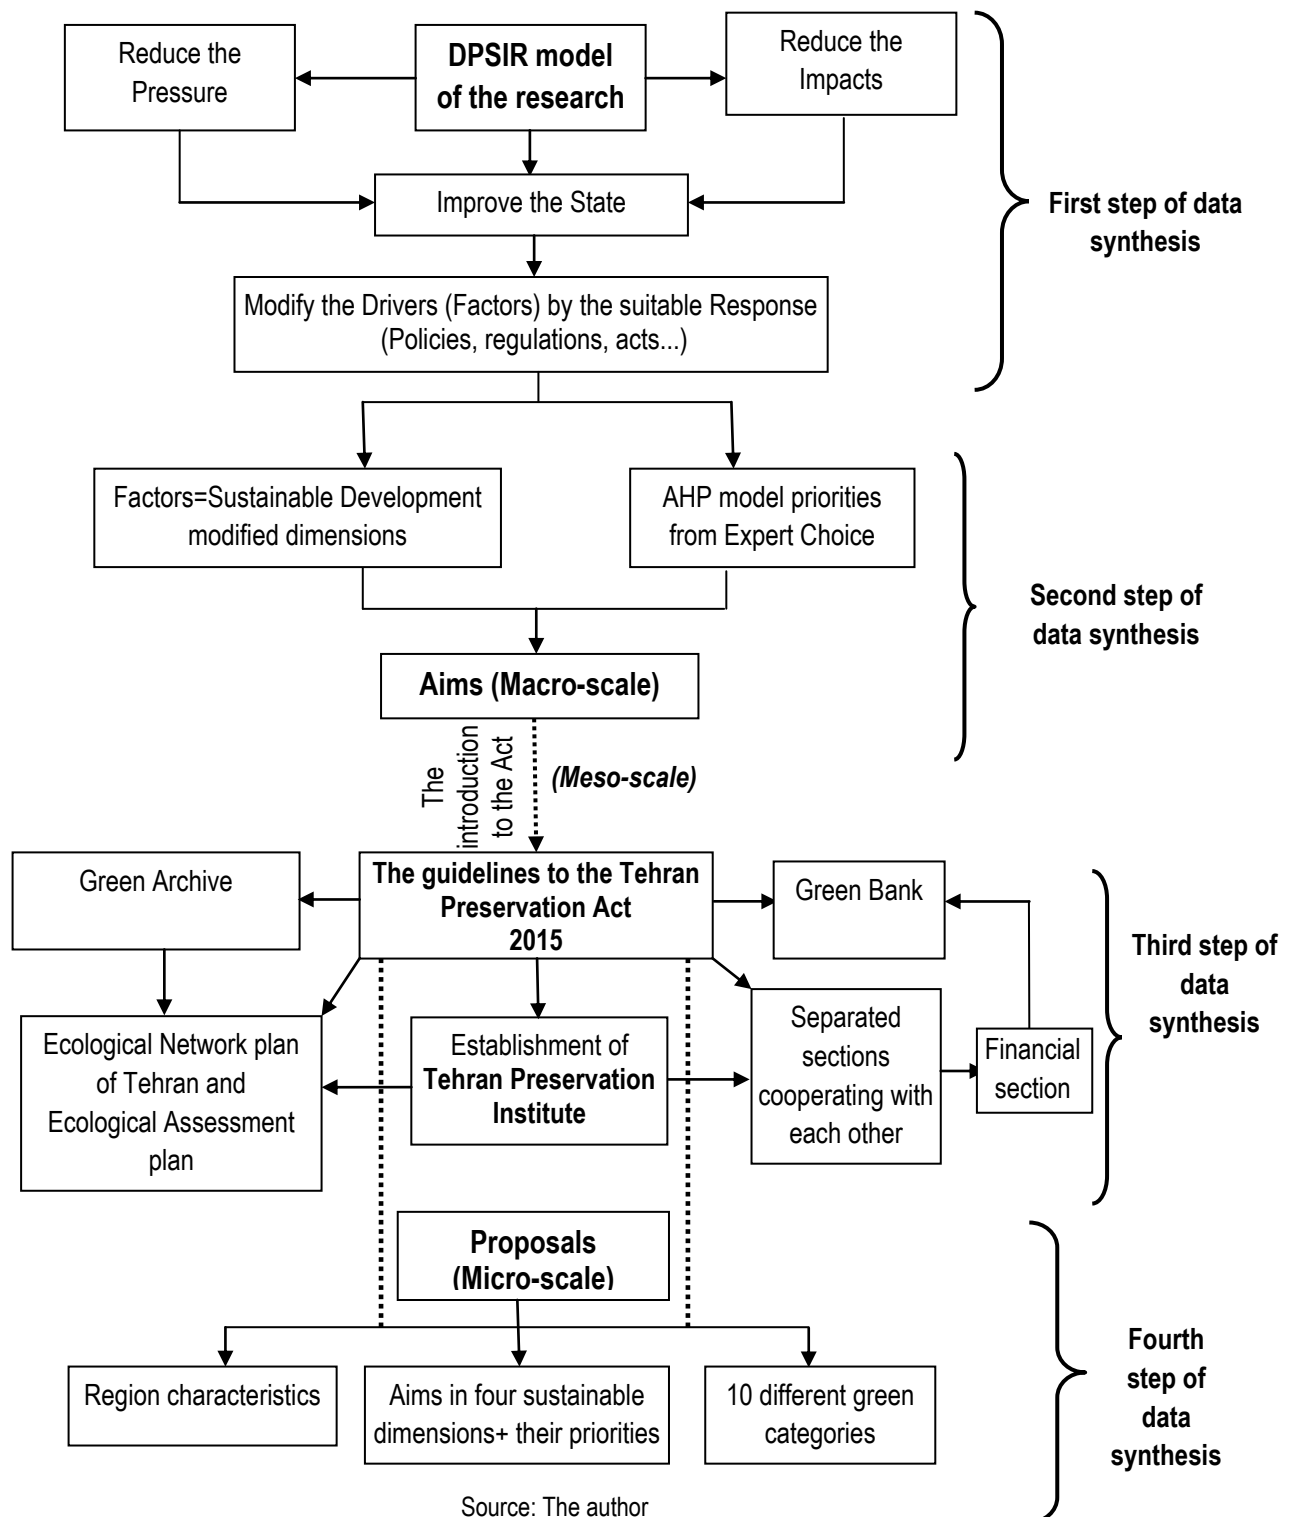 Reduce the
Pressure
DPSIR model
of the research
Reduce the
Impacts
Improve the State
First step of data
synthesis
Modify the Drivers (Factors) by the suitable Response
(Policies, regulations, acts...)
Factors=Sustainable Development
modified dimensions
AHP model priorities
from Expert Choice
Second step of
data synthesis
Aims (Macro-scale)
The
introduction
to the Act
(Meso-scale)
Green Archive
The guidelines to the Tehran
Preservation Act
2015
Green Bank
Third step of
data
synthesis
Ecological Network plan
of Tehran and
Ecological Assessment
plan
Establishment of
Tehran Preservation
Institute
Separated
sections
cooperating with
each other
Financial
section
Proposals
(Micro-scale)
Region characteristics
Aims in four sustainable
dimensions+ their priorities
10 different green
categories
Fourth
step of
data
synthesis
Source: The author